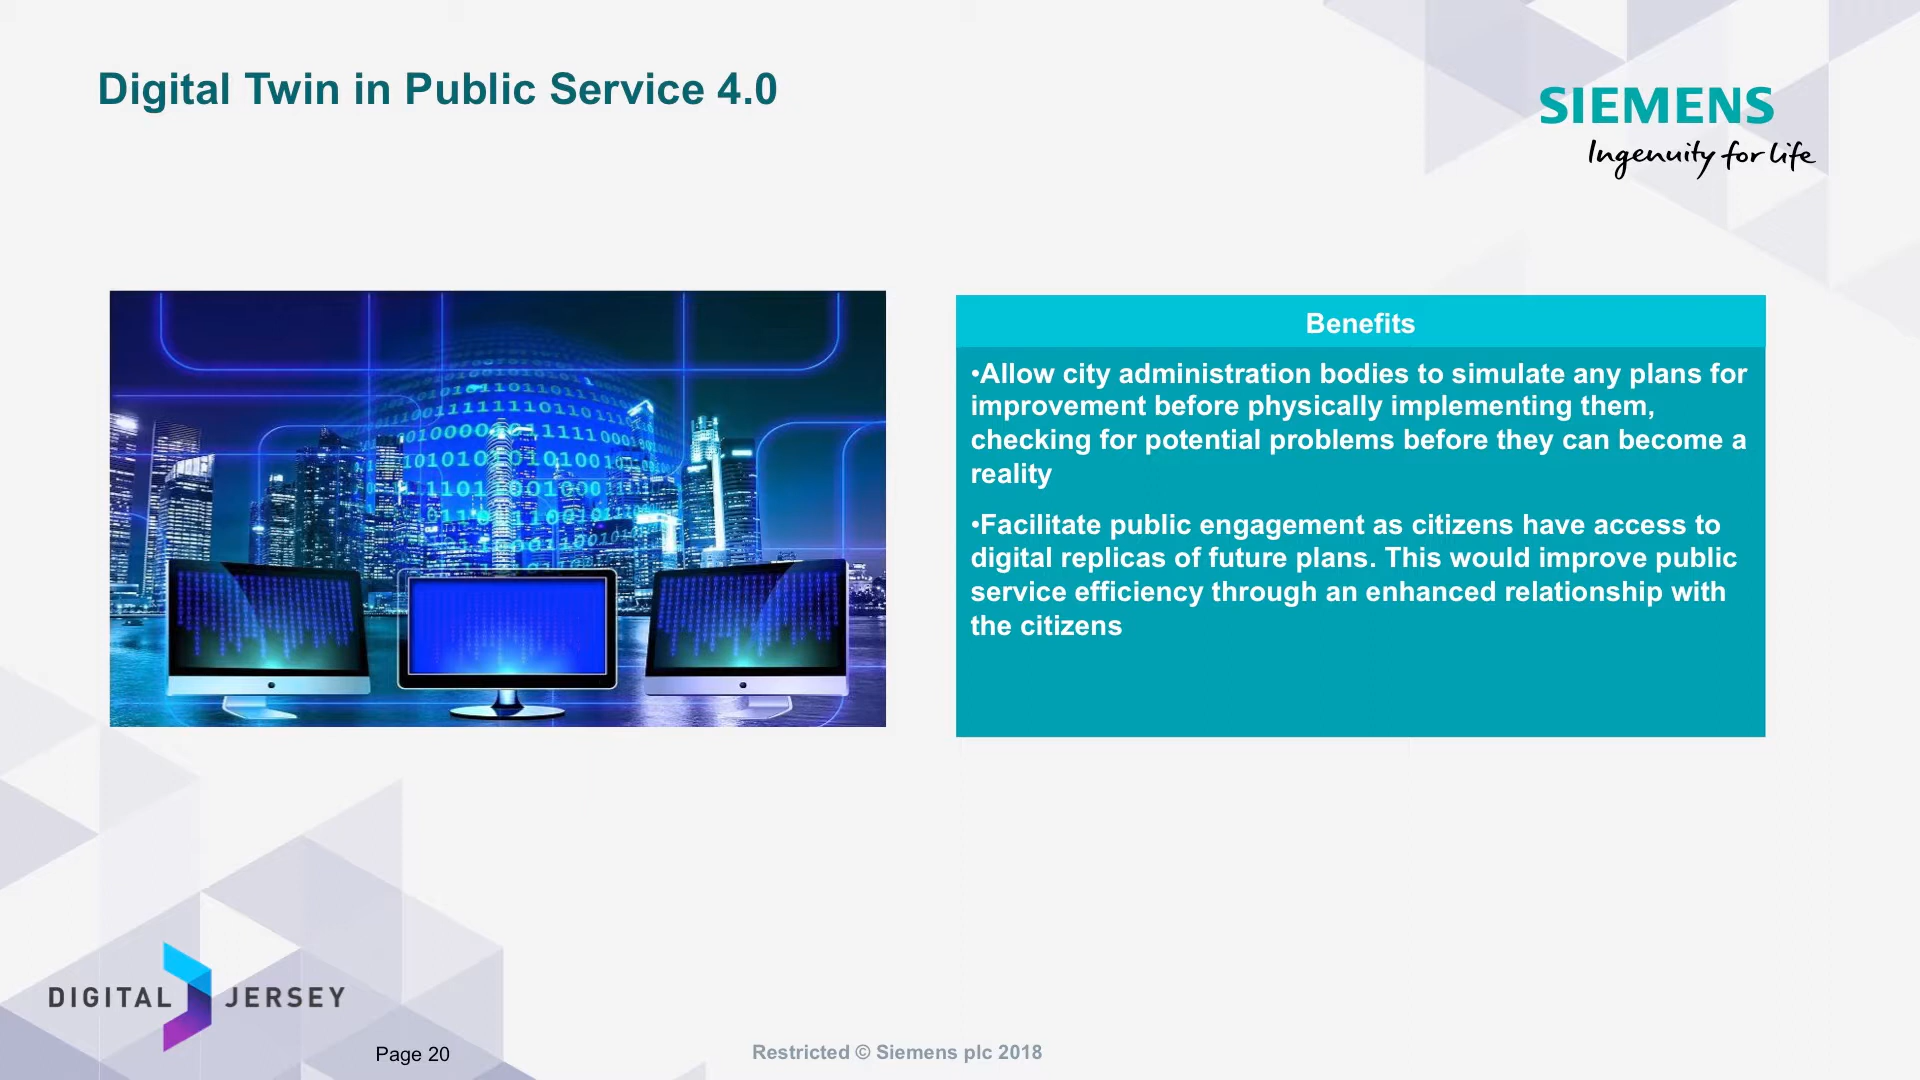 Digital Twin in Public Service 4.0
SIEMENS
Ingenuity for life
Benefits
•Allow city administration bodies to simulate any plans for
improvement before physically implementing them,
checking for potential problems before they can become a
reality
•Facilitate public engagement as citizens have access to
digital replicas of future plans. This would improve public
service efficiency through an enhanced relationship with
the citizens
DIGITAL JERSEY
Page 20
Restricted © Siemens plc 2018